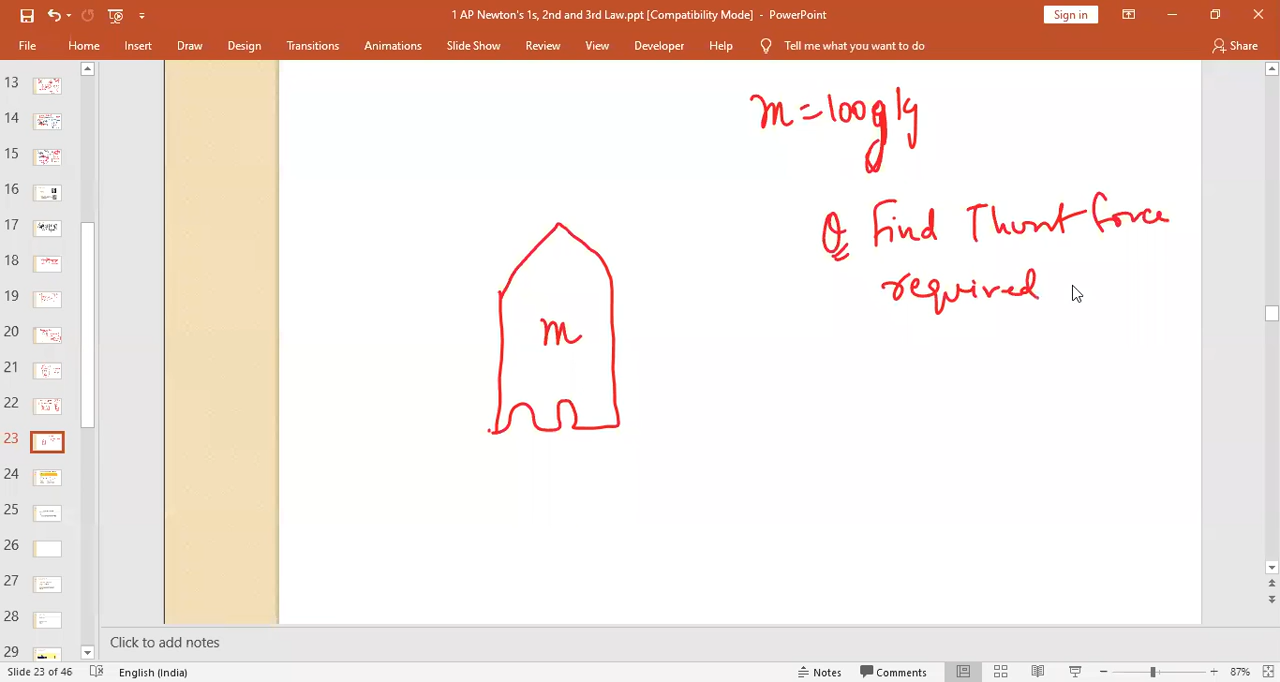 1 AP Newton's 1s, 2nd and 3rd Law.ppt [Compatibility Mode] - PowerPoint
Sign in
File Home Insert Draw Design Transitions Animations Slide Show Review View Developer Help Tell me what you want to do Share
13
14
15
16
17
18
19
20
21
22
23
24
25
26
27
28
29
m = 100g kg
Q Find Thrust force
required
m
Click to add notes
Slide 23 of 46 English (India) Notes Comments 87%